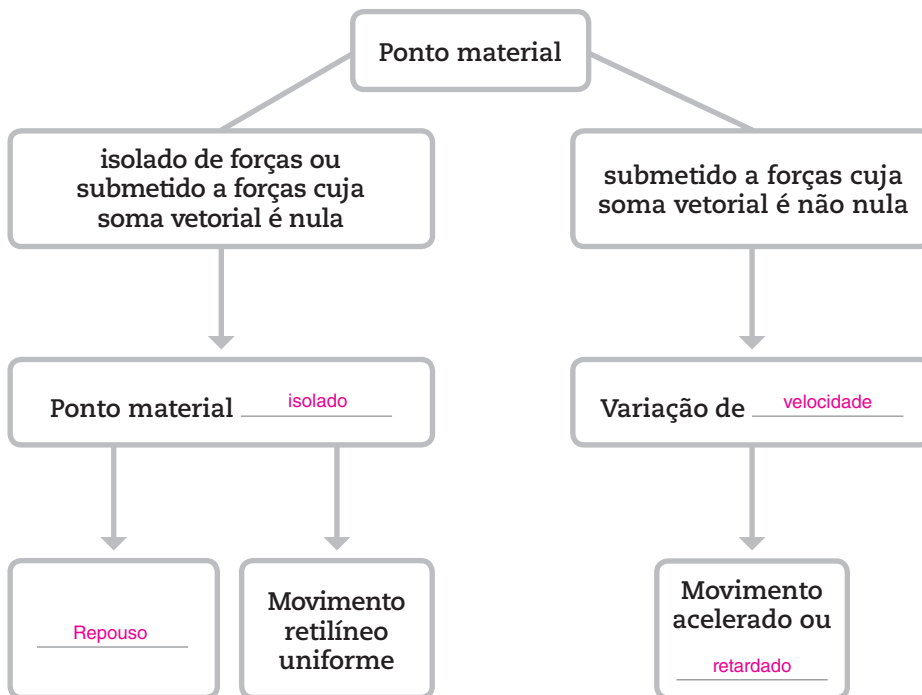 Ponto material
isolado de forças ou
submetido a forças cuja
soma vetorial é nula
submetido a forças cuja
soma vetorial é não nula
Ponto material isolado
Variação de velocidade
Repouso
Movimento
retilíneo
uniforme
Movimento
acelerado ou
retardado